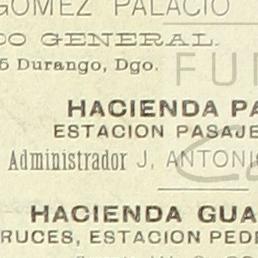 GOMEZ PALACIO
DO GENERAL.
5 Durango, Dgo.
FU
HACIENDA PA
ESTACION PASAJE
Administrador J, ANTONI
HACIENDA GUA
RUCES, ESTACION PED